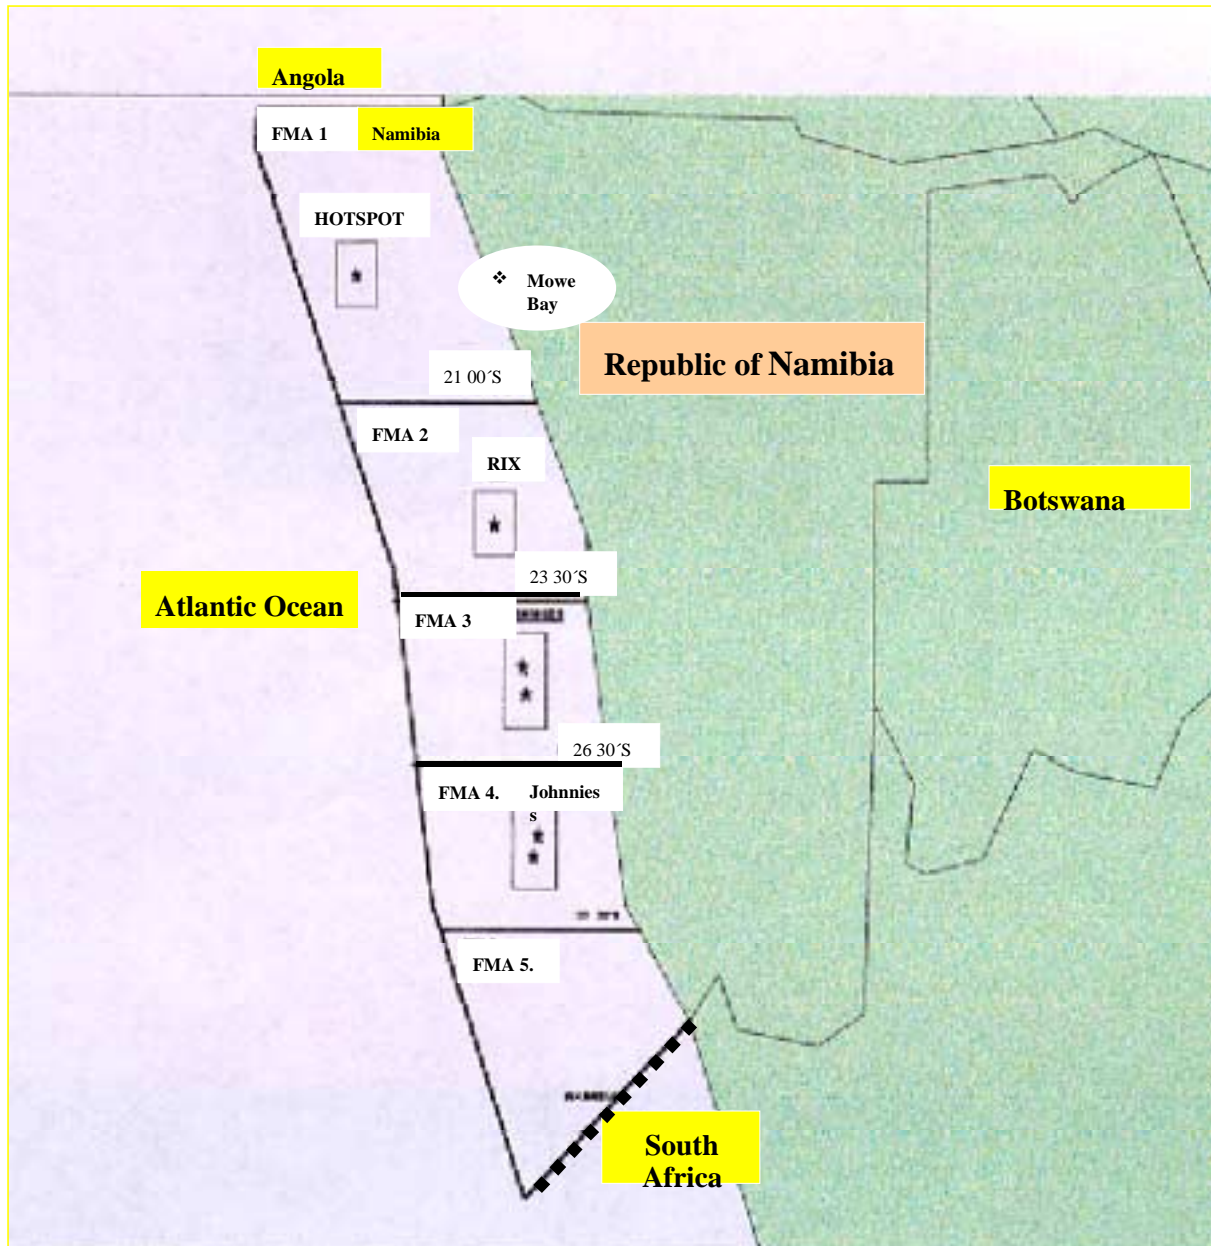 Angola
FMA 1
Namibia
HOTSPOT
Mowe
Bay
Republic of Namibia
21 00´S
FMA 2
RIX
Botswana
23 30´S
Atlantic Ocean
FMA 3
26 30´S
FMA 4.
Johnnies
s
FMA 5.
South
Africa